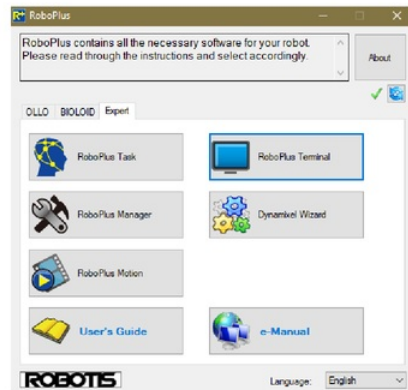 RoboPlus
RoboPlus contains all the necessary software for your robot.
Please read through the instructions and select accordingly.
About
OLLO BIOLOID Expert
RoboPlus Task
RoboPlus Terminal
RoboPlus Manager
Dynamixel Wizard
RoboPlus Motion
User's Guide
e-Manual
ROBOTIS
Language: English